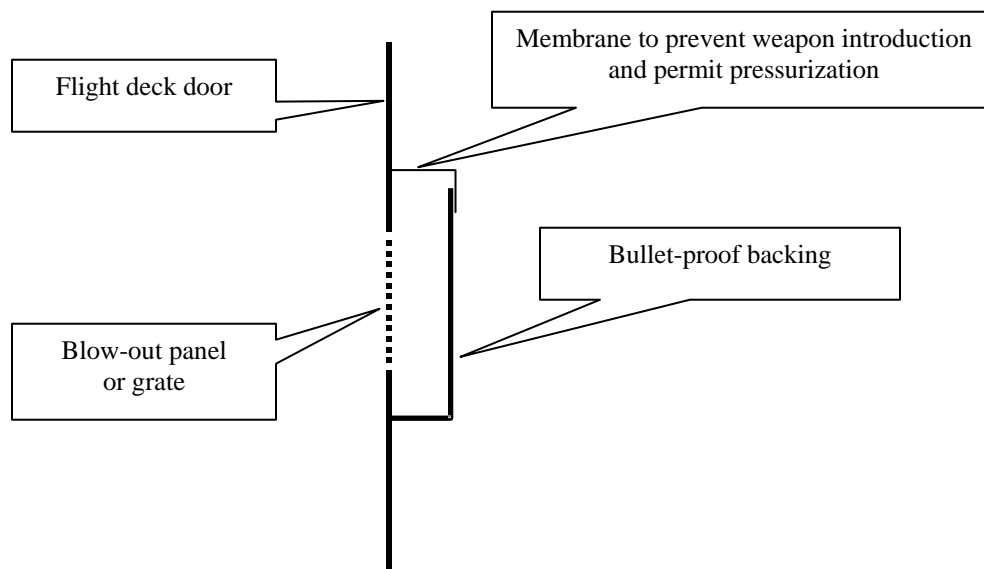 Membrane to prevent weapon introduction
and permit pressurization
Flight deck door
Bullet-proof backing
Blow-out panel
or grate